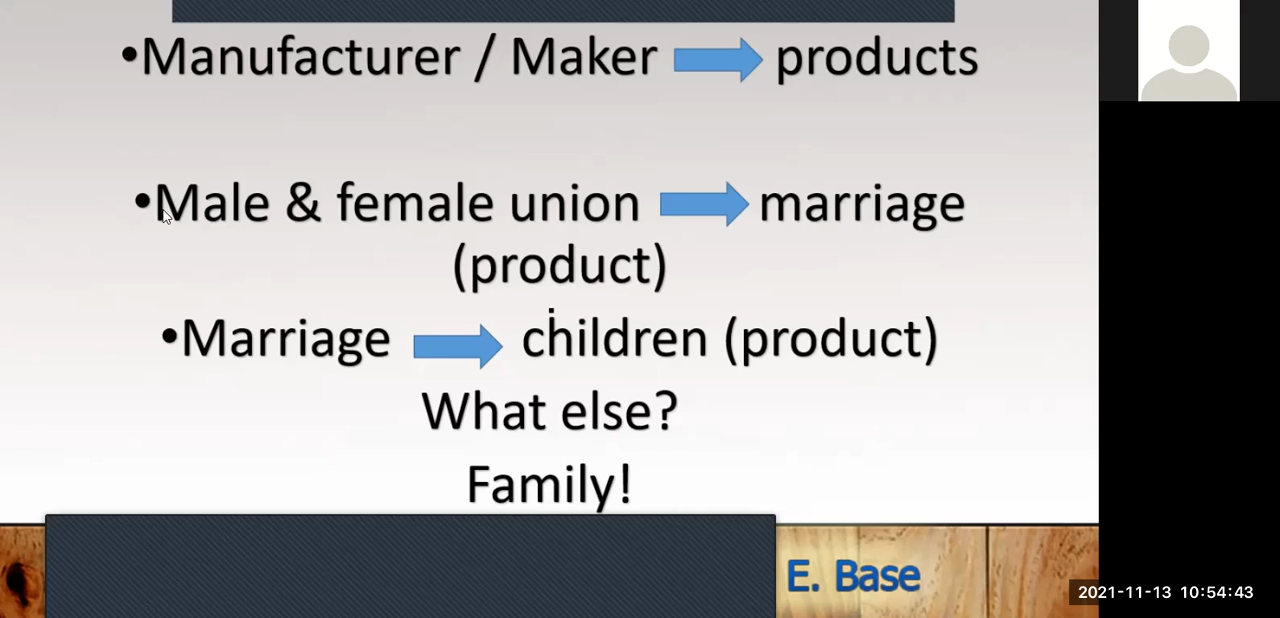 •Manufacturer / Maker products
•Male & female union marriage
(product)
•Marriage children (product)
What else?
Family!
E. Base
2021-11-13 10:54:43